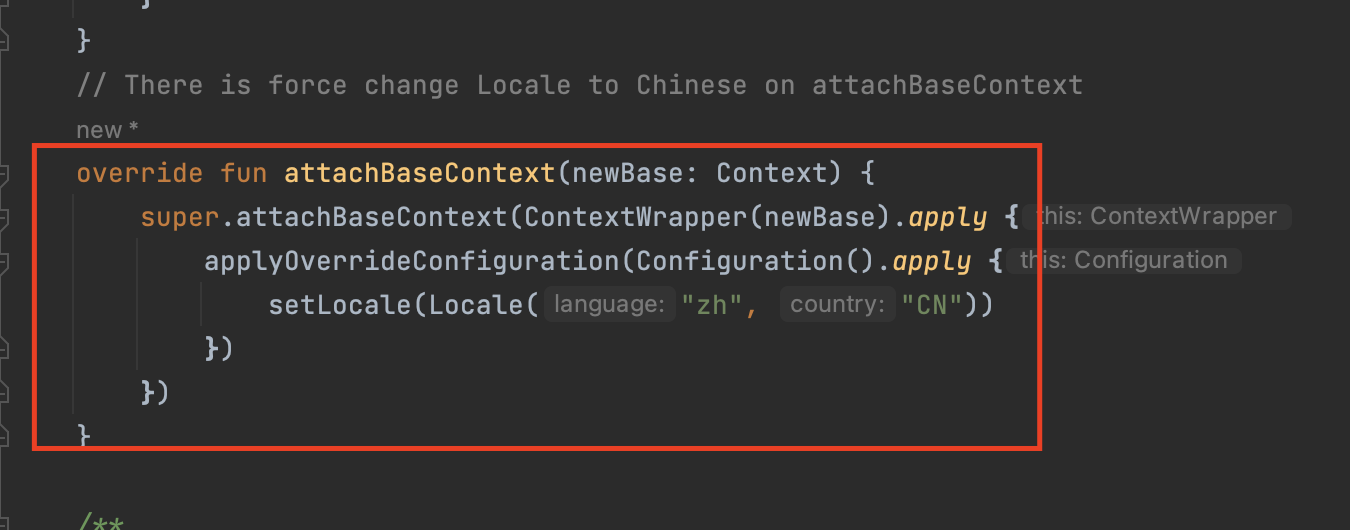 }
}
// There is force change Locale to Chinese on attachBaseContext
new *
override fun attachBaseContext(newBase: Context) {
super.attachBaseContext(ContextWrapper(newBase).apply { this: ContextWrapper
applyOverrideConfiguration(Configuration().apply { this: Configuration
setLocale(Locale( language: "zh", country: "CN"))
})
})
}
/**